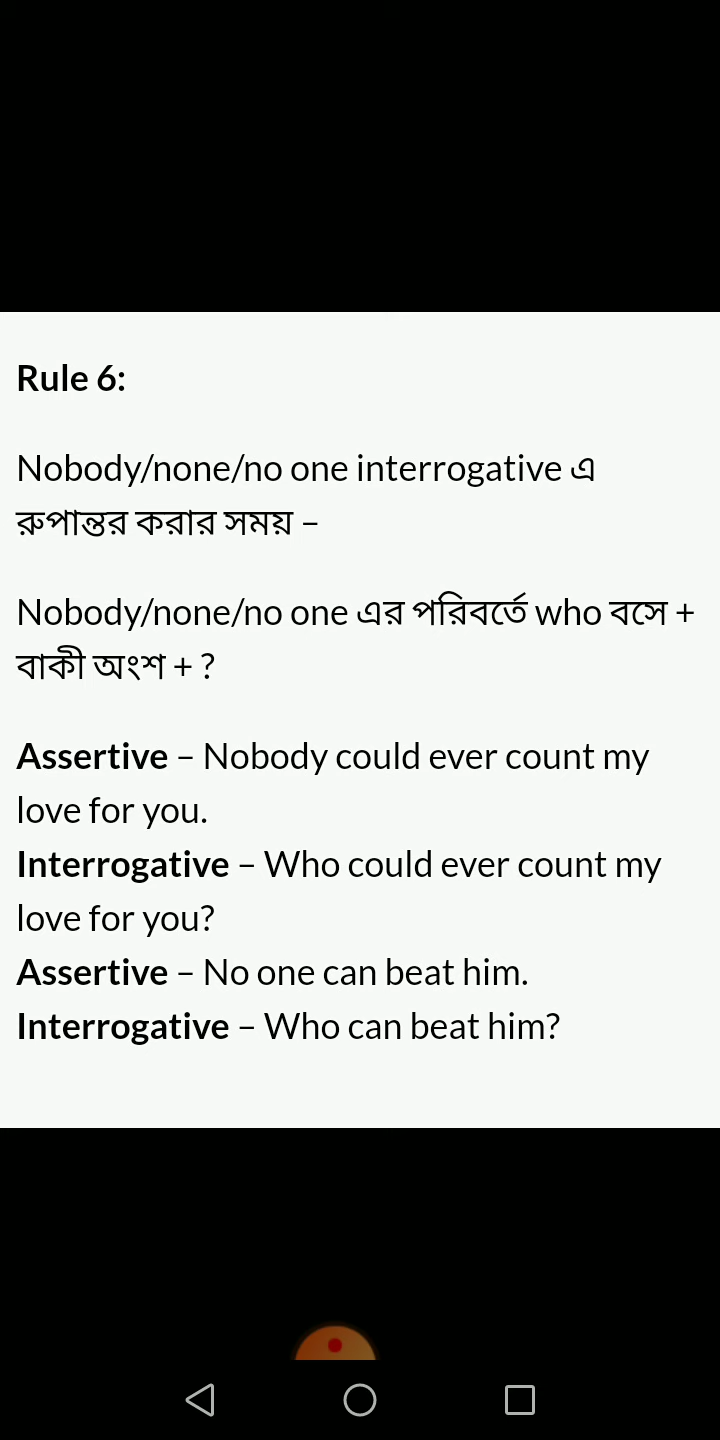 Rule 6:
Nobody/none/no one interrogative এ
রুপান্তর করার সময় –
Nobody/none/no one এর পরিবর্তে who বসে +
বাকী অংশ + ?
Assertive – Nobody could ever count my
love for you.
Interrogative – Who could ever count my
love for you?
Assertive – No one can beat him.
Interrogative – Who can beat him?